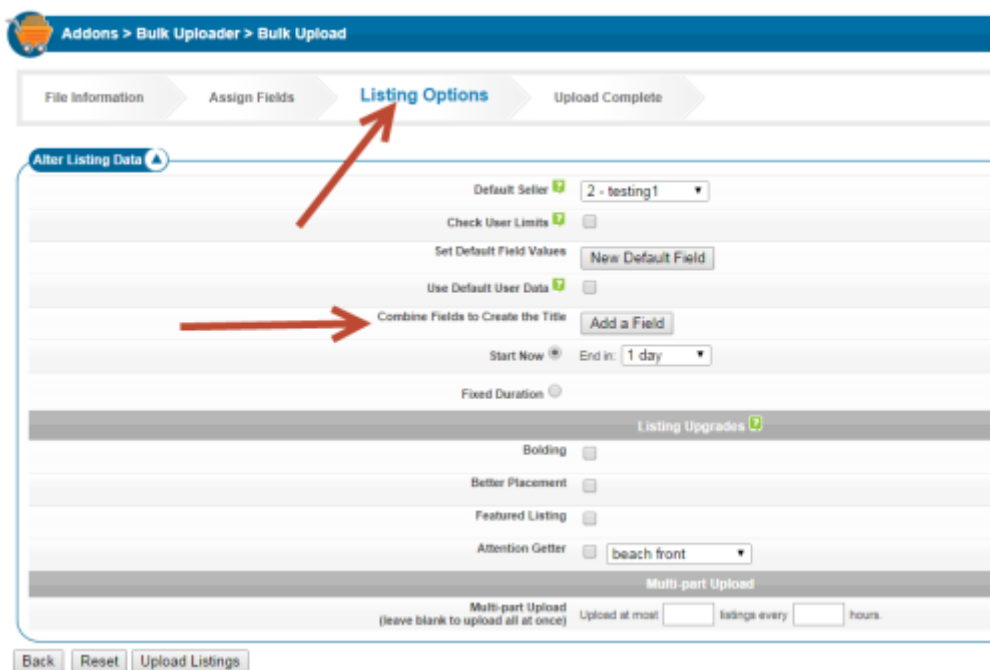 Addons > Bulk Uploader > Bulk Upload
File Information Assign Fields Listing Options Upload Complete
Alter Listing Data
Default Seller ? 2 - testing1
Check User Limits ?
Set Default Field Values New Default Field
Use Default User Data ?
Combine Fields to Create the Title Add a Field
Start Now End in: 1 day
Fixed Duration
Listing Upgrades ?
Bolding
Better Placement
Featured Listing
Attention Getter beach front
Multi-part Upload
Multi-part Upload
(leave blank to upload all at once) Upload at most listings every hours.
Back Reset Upload Listings